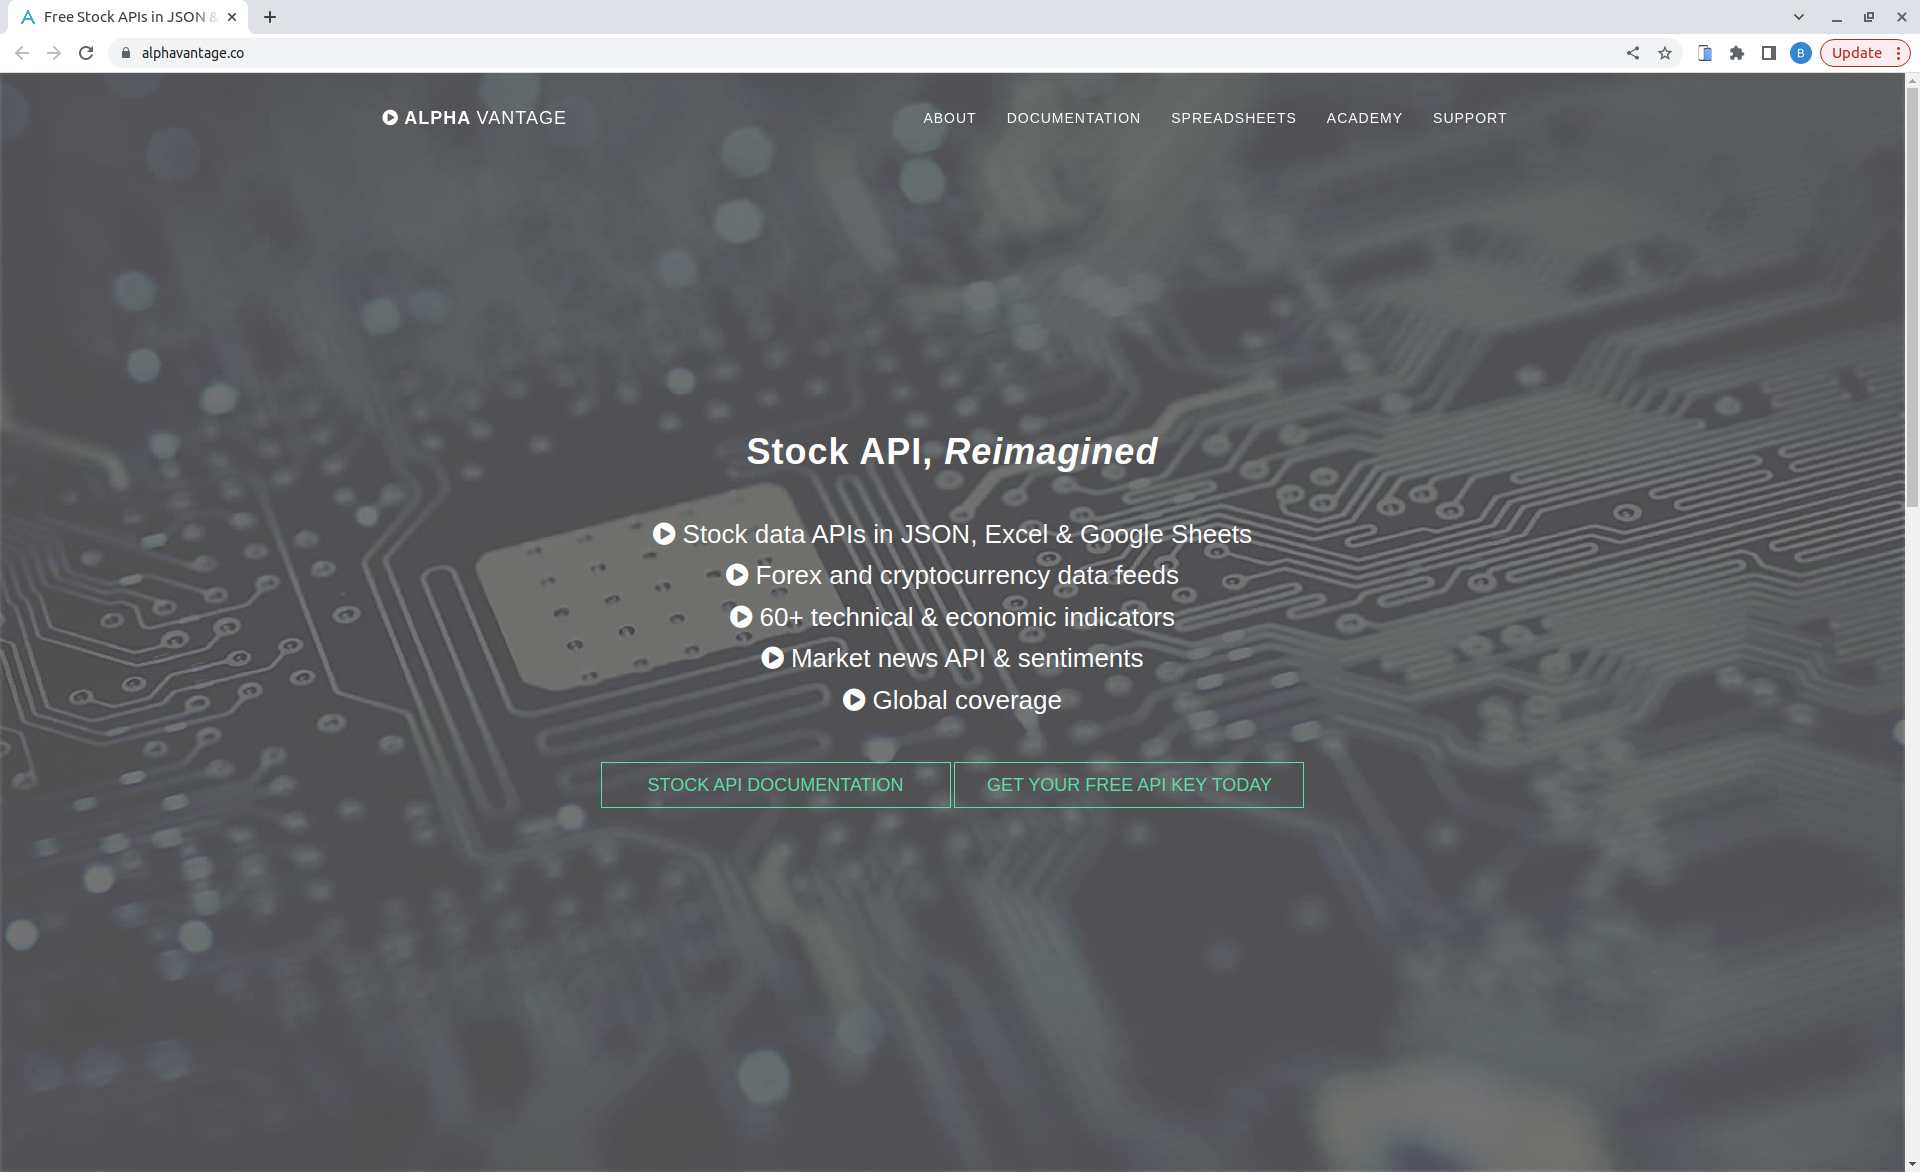 Free Stock APIs in JSON &
alphavantage.co
B
Update
ALPHA VANTAGE
ABOUT
DOCUMENTATION
SPREADSHEETS
ACADEMY
SUPPORT
Stock API, Reimagined
Stock data APIs in JSON, Excel & Google Sheets
Forex and cryptocurrency data feeds
60+ technical & economic indicators
Market news API & sentiments
Global coverage
STOCK API DOCUMENTATION
GET YOUR FREE API KEY TODAY